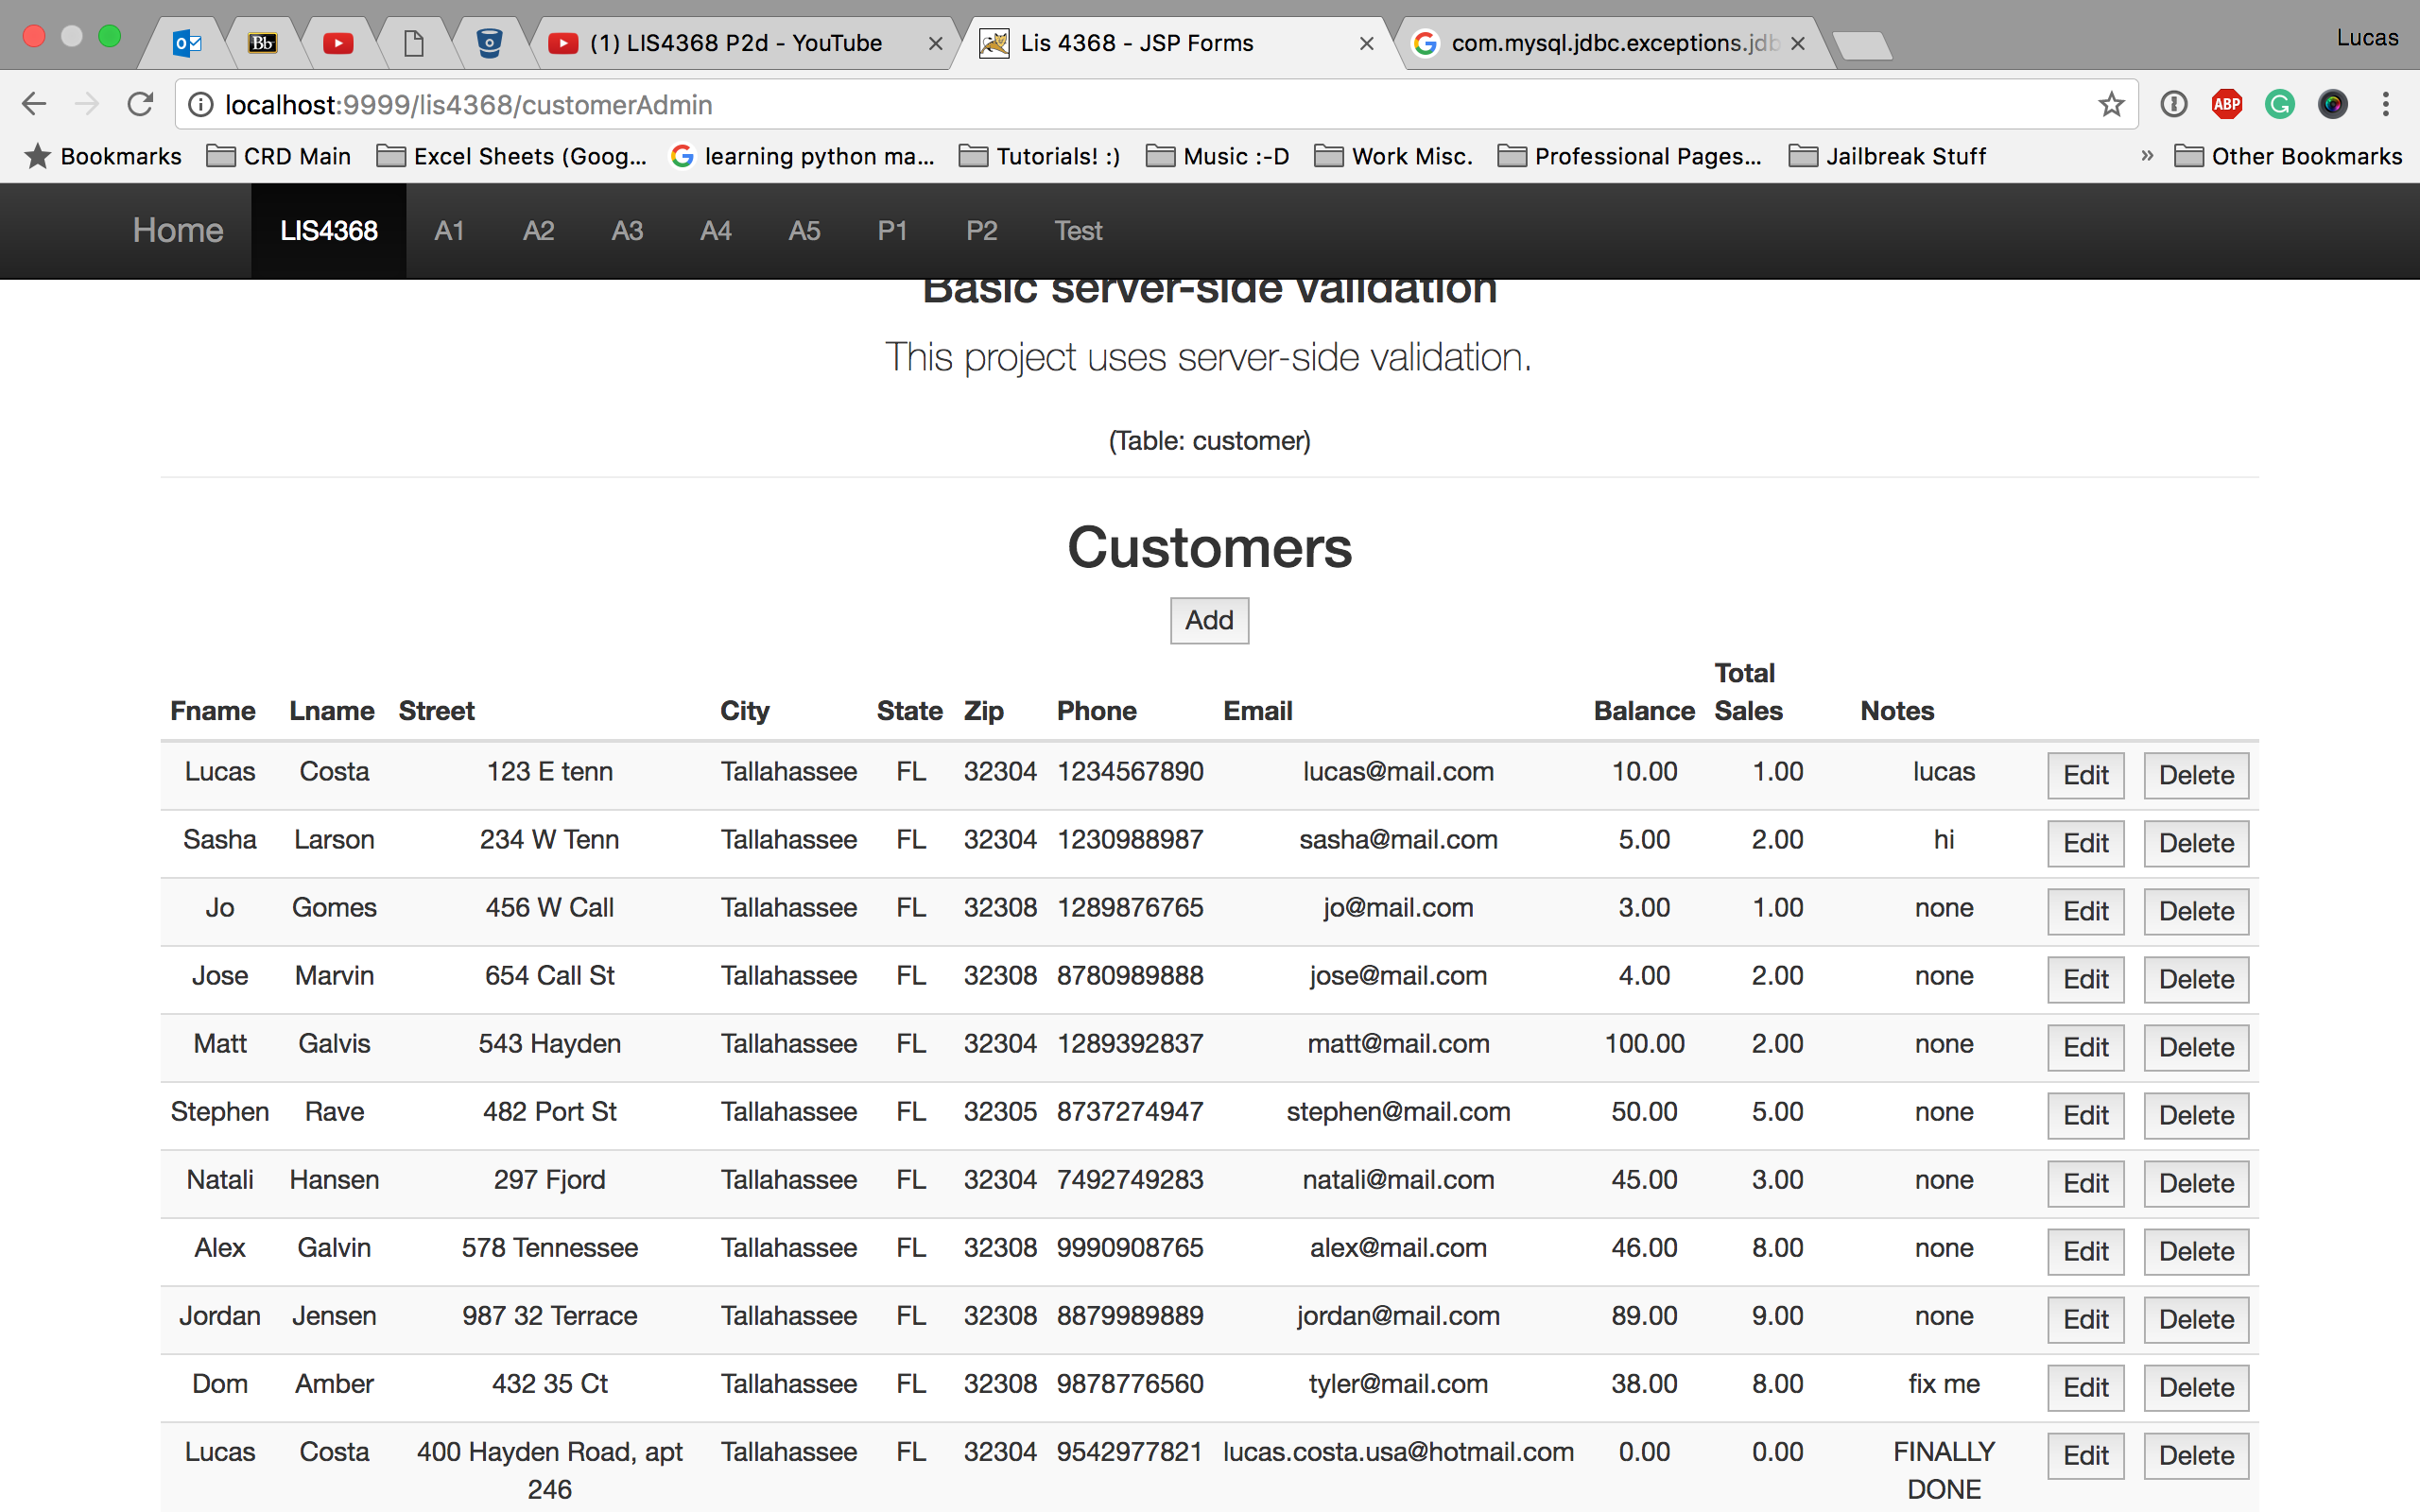 (1) LIS4368 P2d - YouTube
Lis 4368 - JSP Forms
com.mysql.jdbc.exceptions.jdb
Lucas
localhost:9999/lis4368/customerAdmin
ABP
Bookmarks CRD Main Excel Sheets (Goog... learning python ma... Tutorials! :) Music :-D Work Misc. Professional Pages... Jailbreak Stuff » Other Bookmarks
Home LIS4368 A1 A2 A3 A4 A5 P1 P2 Test
Basic server-side validation
This project uses server-side validation.
(Table: customer)
Customers
Add
Fname Lname Street City State Zip Phone Email Balance Total Sales Notes
Lucas Costa 123 E tenn Tallahassee FL 32304 1234567890 lucas@mail.com 10.00 1.00 lucas Edit Delete
Sasha Larson 234 W Tenn Tallahassee FL 32304 1230988987 sasha@mail.com 5.00 2.00 hi Edit Delete
Jo Gomes 456 W Call Tallahassee FL 32308 1289876765 jo@mail.com 3.00 1.00 none Edit Delete
Jose Marvin 654 Call St Tallahassee FL 32308 8780989888 jose@mail.com 4.00 2.00 none Edit Delete
Matt Galvis 543 Hayden Tallahassee FL 32304 1289392837 matt@mail.com 100.00 2.00 none Edit Delete
Stephen Rave 482 Port St Tallahassee FL 32305 8737274947 stephen@mail.com 50.00 5.00 none Edit Delete
Natali Hansen 297 Fjord Tallahassee FL 32304 7492749283 natali@mail.com 45.00 3.00 none Edit Delete
Alex Galvin 578 Tennessee Tallahassee FL 32308 9990908765 alex@mail.com 46.00 8.00 none Edit Delete
Jordan Jensen 987 32 Terrace Tallahassee FL 32308 8879989889 jordan@mail.com 89.00 9.00 none Edit Delete
Dom Amber 432 35 Ct Tallahassee FL 32308 9878776560 tyler@mail.com 38.00 8.00 fix me Edit Delete
Lucas Costa 400 Hayden Road, apt 246 Tallahassee FL 32304 9542977821 lucas.costa.usa@hotmail.com 0.00 0.00 FINALLY DONE Edit Delete